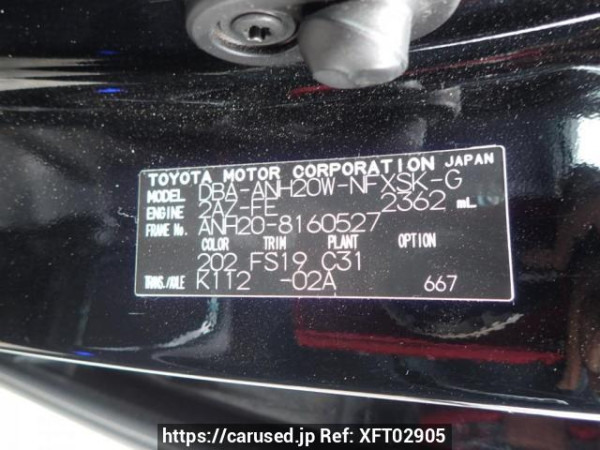 TOYOTA MOTOR CORPORATION JAPAN
MODEL DBA-ANH20W-NFXSK-G
ENGINE 2AZ-FE 2362 mL
FRAME No. ANH20-8160527
COLOR TRIM PLANT OPTION
202 FS19 C31
TRNS./AXLE K112 -02A 667
https://carused.jp Ref: XFT02905